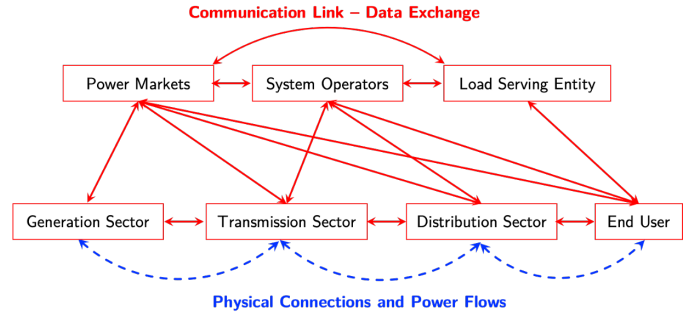 Communication Link – Data Exchange
Power Markets
System Operators
Load Serving Entity
Generation Sector
Transmission Sector
Distribution Sector
End User
Physical Connections and Power Flows